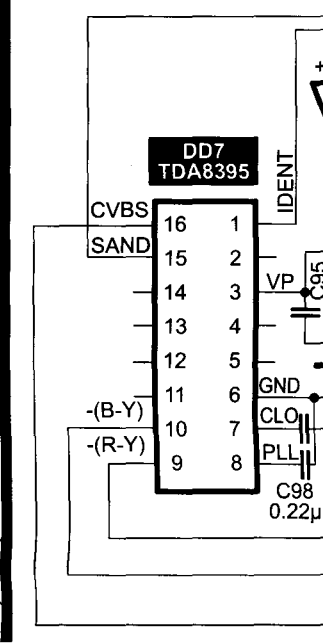 +
DD7
TDA8395
IDENT
CVBS
16 1
SAND
15 2
14 3 VP
C95
13 4
12 5
11 6 GND
-(B-Y)
10 7 CLO
-(R-Y)
9 8 PLL
C98
0.22µ